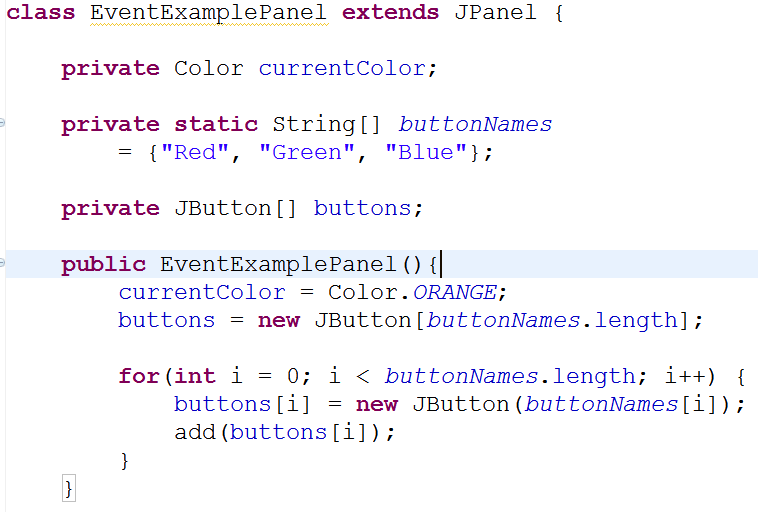 class EventExamplePanel extends JPanel {
private Color currentColor;
private static String[] buttonNames
= {"Red", "Green", "Blue"};
private JButton[] buttons;
public EventExamplePanel(){
currentColor = Color.ORANGE;
buttons = new JButton[buttonNames.length];
for(int i = 0; i < buttonNames.length; i++) {
buttons[i] = new JButton(buttonNames[i]);
add(buttons[i]);
}
}